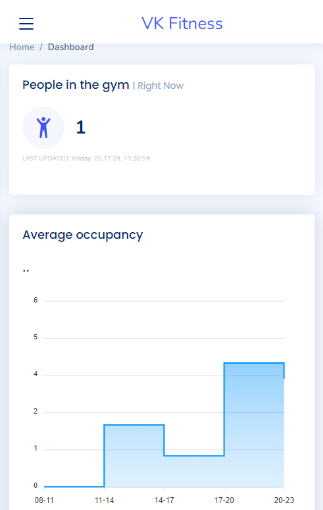 VK Fitness
Home / Dashboard
People in the gym | Right Now
1
LAST UPDATED: Friday, 05.17.24, 11:38:54
Average occupancy
..
6
5
4
2
1
0
08-11 11-14 14-17 17-20 20-23